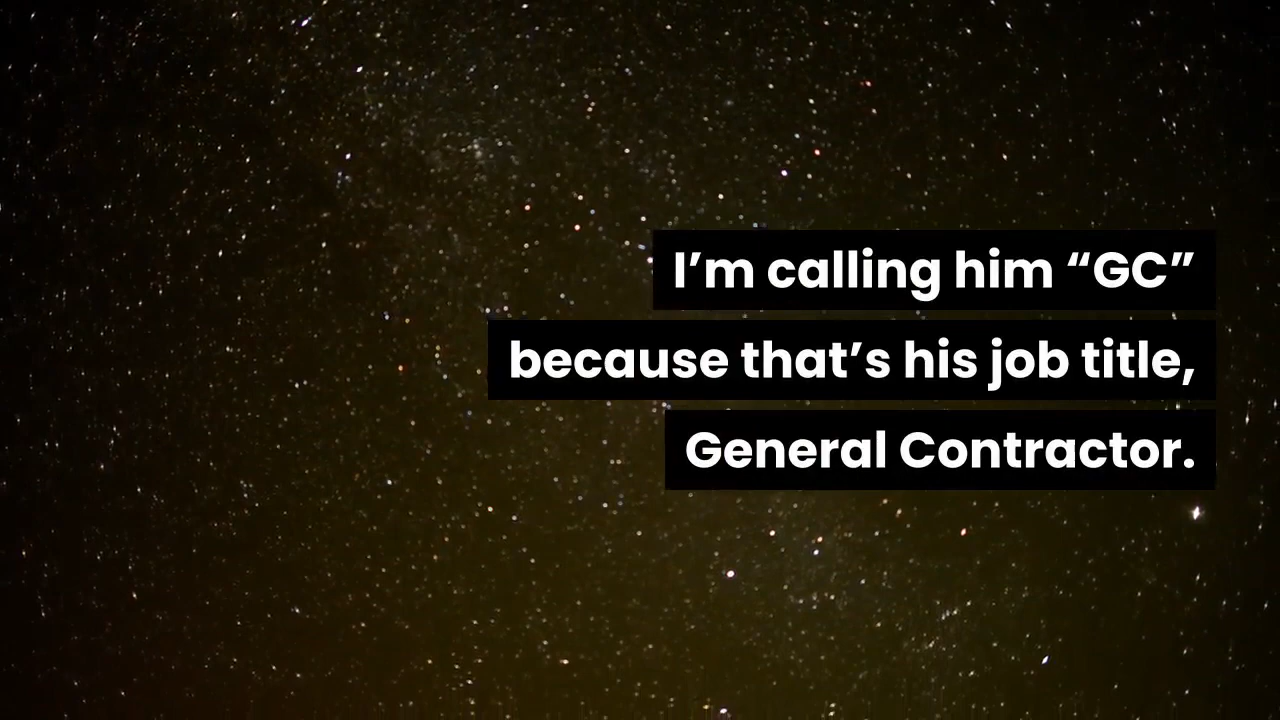 I’m calling him “GC”
because that’s his job title,
General Contractor.